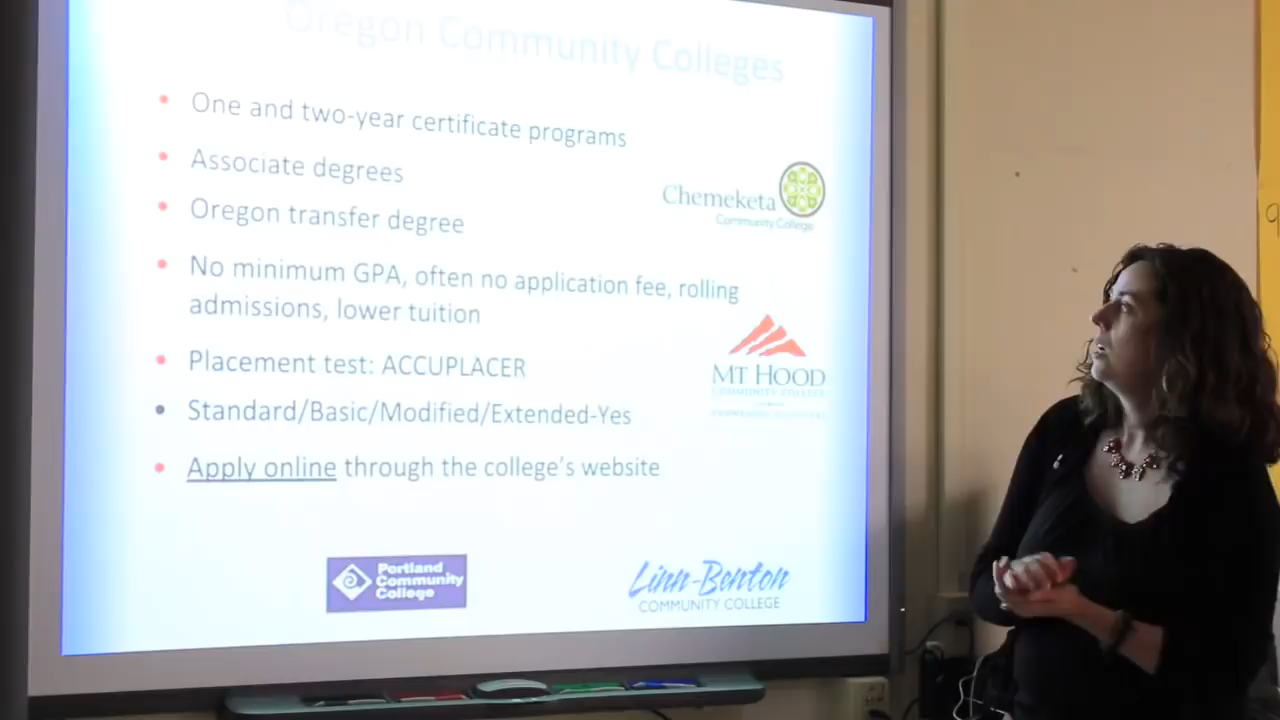 Oregon Community Colleges
• One and two-year certificate programs
• Associate degrees
• Oregon transfer degree
• No minimum GPA, often no application fee, rolling
admissions, lower tuition
• Placement test: ACCUPLACER
• Standard/Basic/Modified/Extended-Yes
• Apply online through the college's website
Chemeketa
Community College
MT HOOD
COMMUNITY COLLEGE
Portland
Community
College
Linn-Benton
COMMUNITY COLLEGE